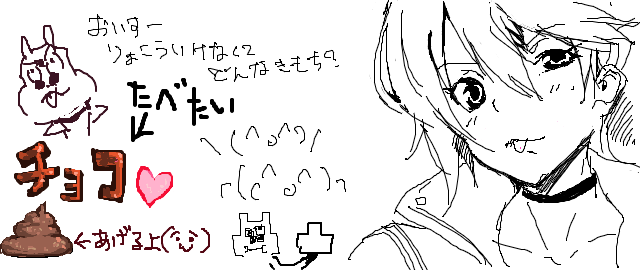 おいすー
りょこういけなくて
どんなきもち?
たべたい
チョコ
\(^o^)/
┌(^o^)┐
←あげるよ(^ω^)